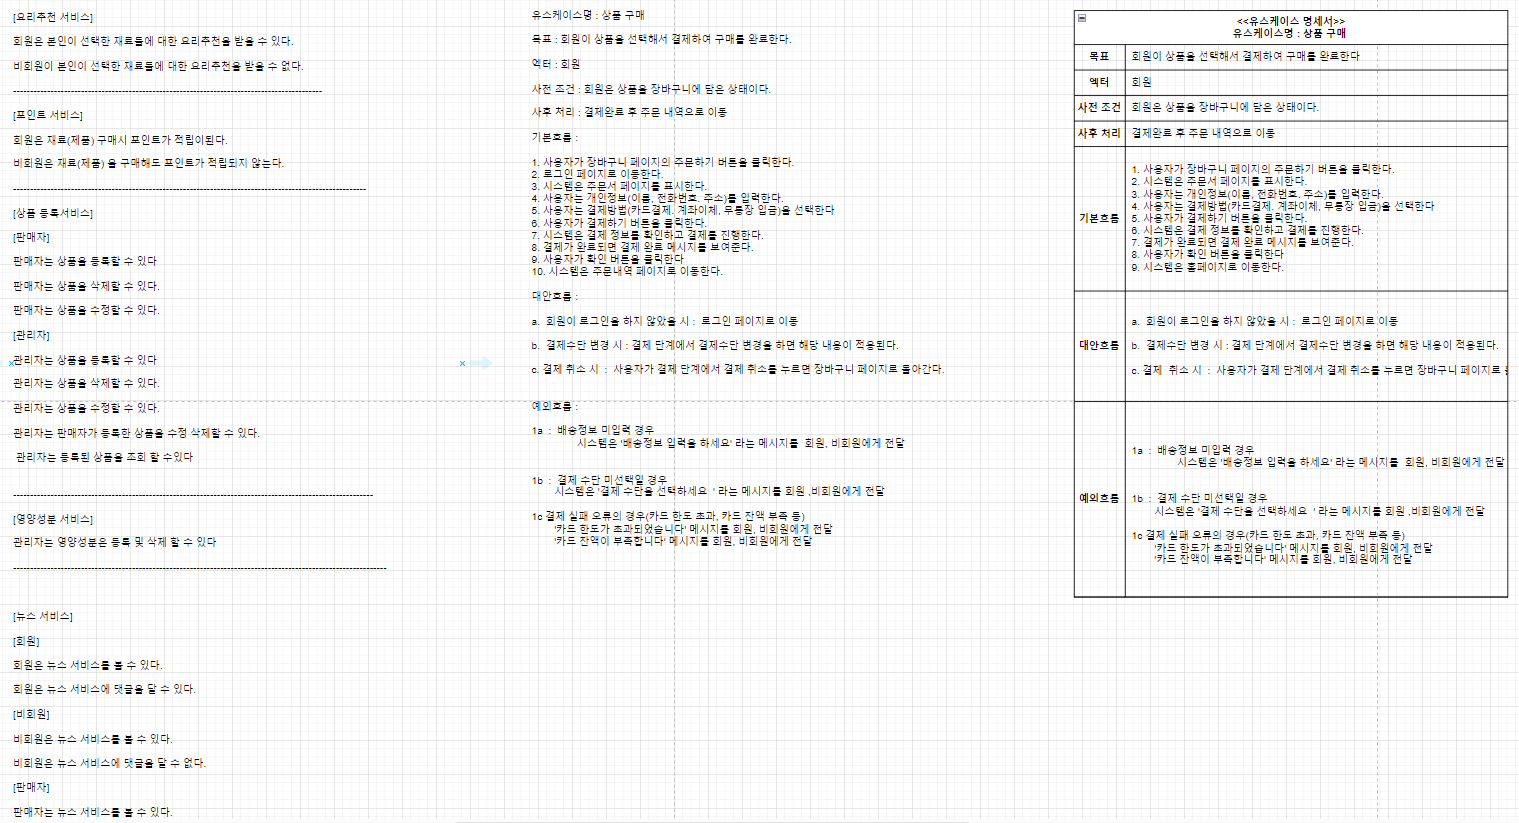 [요리추천 서비스]
회원은 본인이 선택한 재료들에 대한 요리추천을 받을 수 있다.
비회원이 본인이 선택한 재료들에 대한 요리추천을 받을 수 없다.
[포인트 서비스]
회원은 재료(제품) 구매시 포인트가 적립이된다.
비회원은 재료(제품) 을 구매해도 포인트가 적립되지 않는다.
[상품 등록서비스]
[판매자]
판매자는 상품을 등록할 수 있다
판매자는 상품을 삭제할 수 있다.
판매자는 상품을 수정할 수 있다.
[관리자]
관리자는 상품을 등록할 수 있다
관리자는 상품을 삭제할 수 있다.
관리자는 상품을 수정할 수 있다.
관리자는 판매자가 등록한 상품을 수정 삭제할 수 있다.
관리자는 등록된 상품을 조회 할 수있다
[영양성분 서비스]
관리자는 영양성분은 등록 및 삭제 할 수 있다
[뉴스 서비스]
[회원]
회원은 뉴스 서비스를 볼 수 있다.
회원은 뉴스 서비스에 댓글을 달 수 있다.
[비회원]
비회원은 뉴스 서비스를 볼 수 있다.
비회원은 뉴스 서비스에 댓글을 달 수 없다.
[판매자]
판매자는 뉴스 서비스를 볼 수 있다.
유스케이스명 : 상품 구매
목표 : 회원이 상품을 선택해서 결제하여 구매를 완료한다.
엑터 : 회원
사전 조건 : 회원은 상품을 장바구니에 담은 상태이다.
사후 처리 : 결제완료 후 주문 내역으로 이동
기본흐름 :
1. 사용자가 장바구니 페이지의 주문하기 버튼을 클릭한다.
2. 로그인 페이지로 이동한다.
3. 시스템은 주문서 페이지를 표시한다.
4. 사용자는 개인정보(이름, 전화번호, 주소)를 입력한다.
5. 사용자는 결제방법(카드결제, 계좌이체, 무통장 입금)을 선택한다
6. 사용자가 결제하기 버튼을 클릭한다.
7. 시스템은 결제 정보를 확인하고 결제를 진행한다.
8. 결제가 완료되면 결제 완료 메시지를 보여준다.
9. 사용자가 확인 버튼을 클릭한다
10. 시스템은 주문내역 페이지로 이동한다.
대안흐름 :
a. 회원이 로그인을 하지 않았을 시 : 로그인 페이지로 이동
b. 결제수단 변경 시 : 결제 단계에서 결제수단 변경을 하면 해당 내용이 적용된다.
c. 결제 취소 시 : 사용자가 결제 단계에서 결제 취소를 누르면 장바구니 페이지로 돌아간다.
예외흐름 :
1a : 배송정보 미입력 경우
시스템은 '배송정보 입력을 하세요' 라는 메시지를 회원, 비회원에게 전달
1b : 결제 수단 미선택일 경우
시스템은 '결제 수단을 선택하세요 ' 라는 메시지를 회원 ,비회원에게 전달
1c 결제 실패 오류의 경우(카드 한도 초과, 카드 잔액 부족 등)
'카드 한도가 초과되었습니다' 메시지를 회원, 비회원에게 전달
'카드 잔액이 부족합니다' 메시지를 회원, 비회원에게 전달
<<유스케이스 명세서>>
유스케이스명 : 상품 구매
목표 회원이 상품을 선택해서 결제하여 구매를 완료한다
엑터 회원
사전 조건 회원은 상품을 장바구니에 담은 상태이다.
사후 처리 결제완료 후 주문 내역으로 이동
기본흐름
1. 사용자가 장바구니 페이지의 주문하기 버튼을 클릭한다.
2. 시스템은 주문서 페이지를 표시한다.
3. 사용자는 개인정보(이름, 전화번호, 주소)를 입력한다.
4. 사용자는 결제방법(카드결제, 계좌이체, 무통장 입금)을 선택한다
5. 사용자가 결제하기 버튼을 클릭한다.
6. 시스템은 결제 정보를 확인하고 결제를 진행한다.
7. 결제가 완료되면 결제 완료 메시지를 보여준다.
8. 사용자가 확인 버튼을 클릭한다
9. 시스템은 홈페이지로 이동한다.
대안흐름
a. 회원이 로그인을 하지 않았을 시 : 로그인 페이지로 이동
b. 결제수단 변경 시 : 결제 단계에서 결제수단 변경을 하면 해당 내용이 적용된다.
c. 결제 취소 시 : 사용자가 결제 단계에서 결제 취소를 누르면 장바구니 페이지로
예외흐름
1a : 배송정보 미입력 경우
시스템은 '배송정보 입력을 하세요' 라는 메시지를 회원, 비회원에게 전달
1b : 결제 수단 미선택일 경우
시스템은 '결제 수단을 선택하세요 ' 라는 메시지를 회원 ,비회원에게 전달
1c 결제 실패 오류의 경우(카드 한도 초과, 카드 잔액 부족 등)
'카드 한도가 초과되었습니다' 메시지를 회원, 비회원에게 전달
'카드 잔액이 부족합니다' 메시지를 회원, 비회원에게 전달